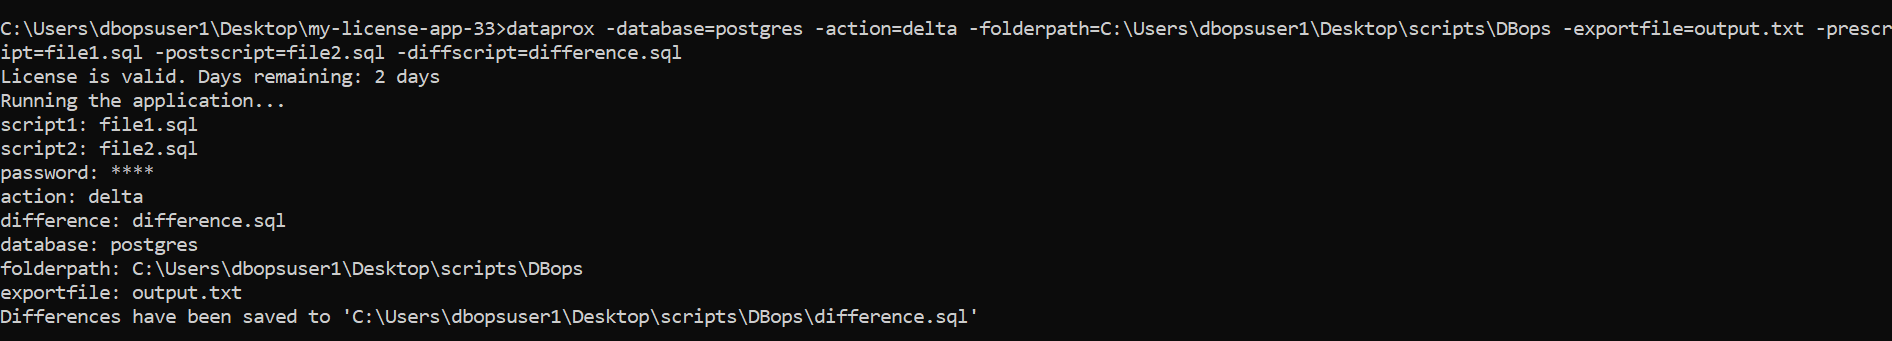 C:\Users\dbopsuser1\Desktop\my-license-app-33>dataprox -database=postgres -action=delta -folderpath=C:\Users\dbopsuser1\Desktop\scripts\DBops -exportfile=output.txt -prescr
ipt=file1.sql -postscript=file2.sql -diffscript=difference.sql
License is valid. Days remaining: 2 days
Running the application...
script1: file1.sql
script2: file2.sql
password: ****
action: delta
difference: difference.sql
database: postgres
folderpath: C:\Users\dbopsuser1\Desktop\scripts\DBops
exportfile: output.txt
Differences have been saved to 'C:\Users\dbopsuser1\Desktop\scripts\DBops\difference.sql'